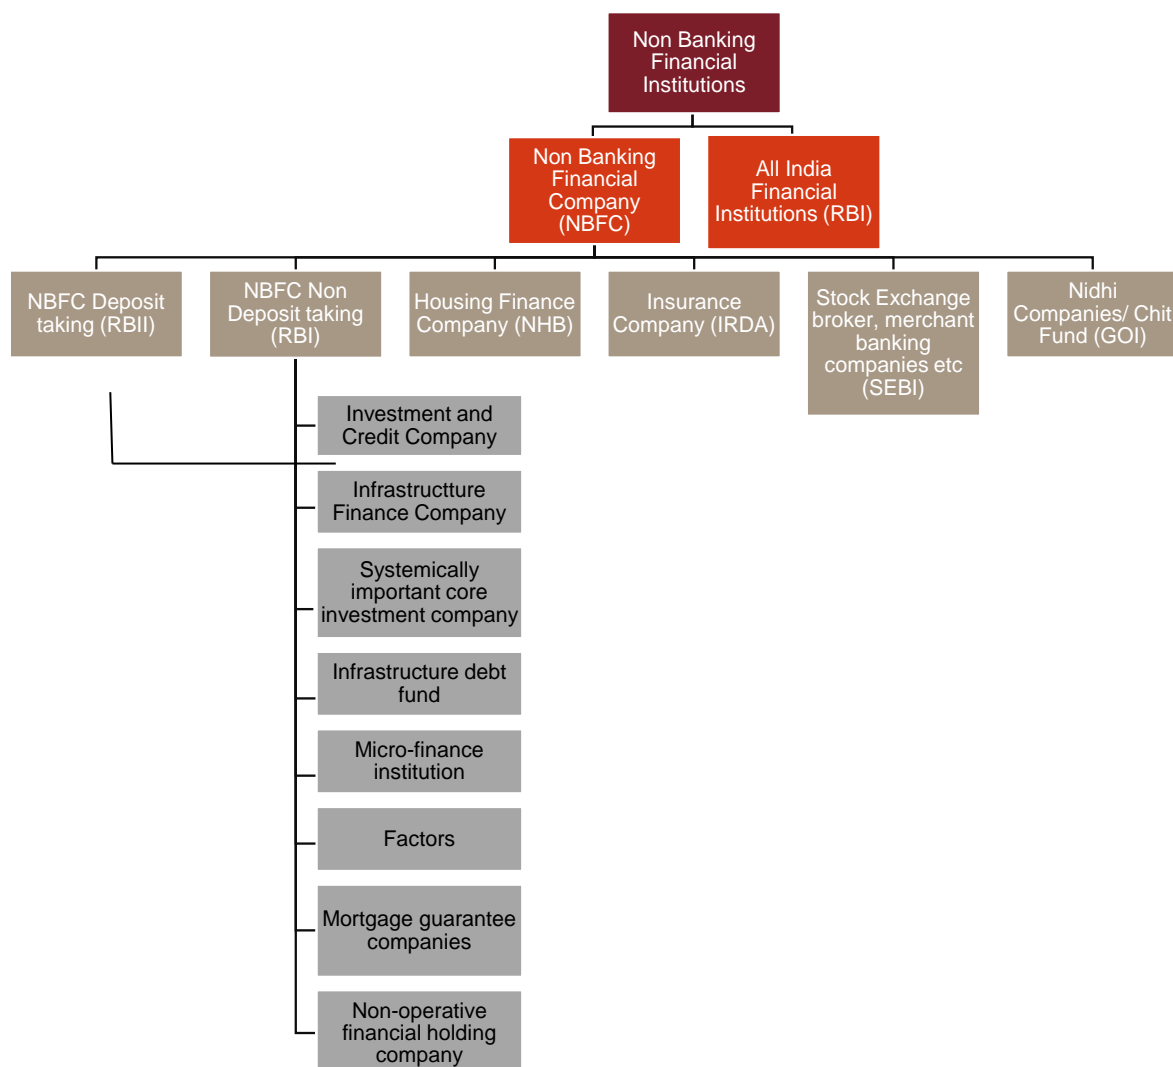 Non Banking
Financial
Institutions
Non Banking
Financial
Company
(NBFC)
All India
Financial
Institutions (RBI)
NBFC Deposit
taking (RBII)
NBFC Non
Deposit taking
(RBI)
Housing Finance
Company (NHB)
Insurance
Company (IRDA)
Stock Exchange
broker, merchant
banking
companies etc
(SEBI)
Nidhi
Companies/ Chit
Fund (GOI)
Investment and
Credit Company
Infrastructture
Finance Company
Systemically
important core
investment company
Infrastructure debt
fund
Micro-finance
institution
Factors
Mortgage guarantee
companies
Non-operative
financial holding
company